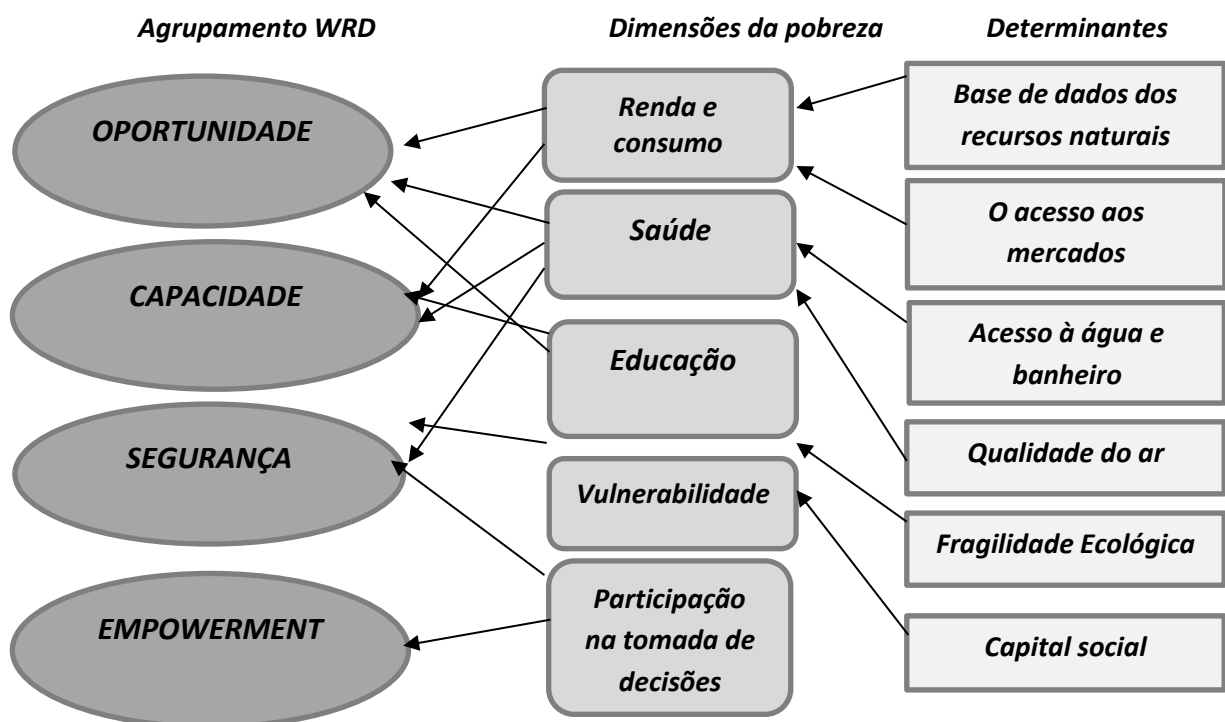 Agrupamento WRD
Dimensões da pobreza
Determinantes
OPORTUNIDADE
CAPACIDADE
SEGURANÇA
EMPOWERMENT
Renda e
consumo
Saúde
Educação
Vulnerabilidade
Participação
na tomada de
decisões
Base de dados dos
recursos naturais
O acesso aos
mercados
Acesso à água e
banheiro
Qualidade do ar
Fragilidade Ecológica
Capital social